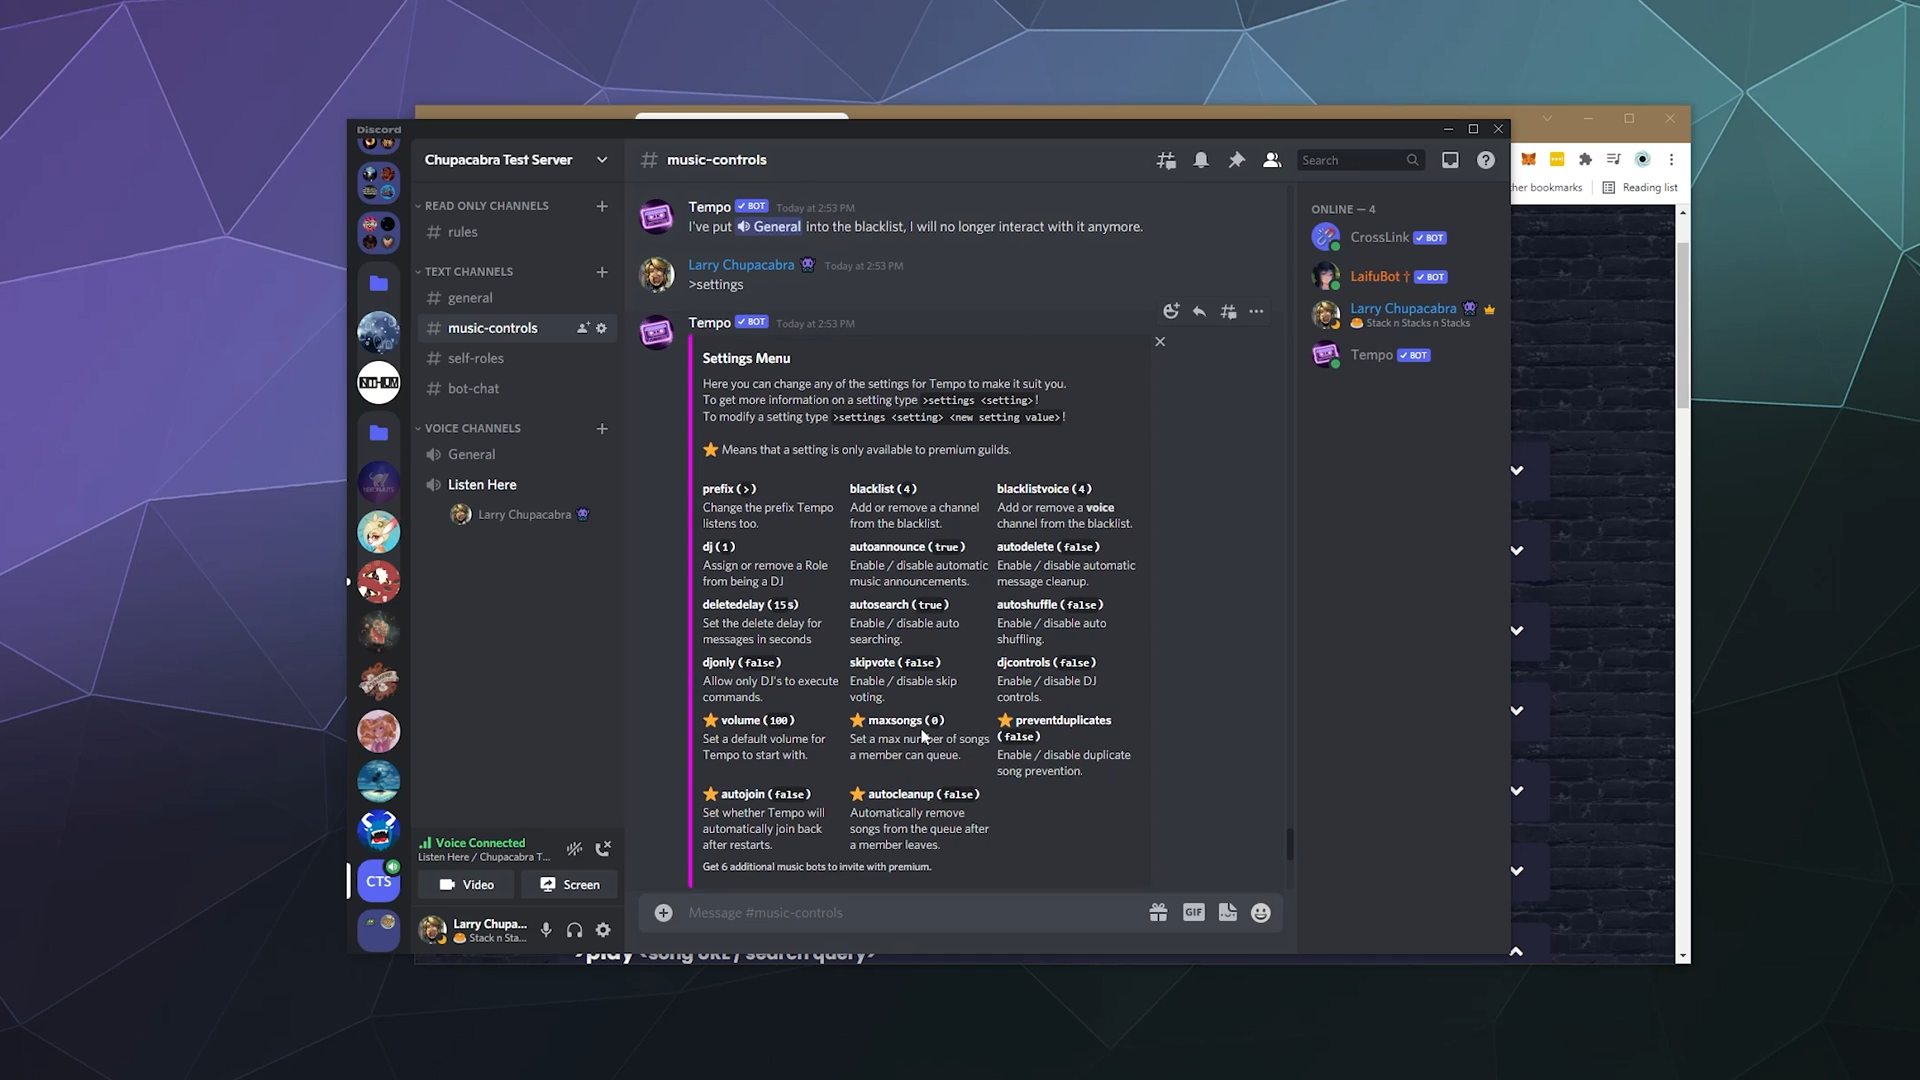 Discord
Chupacabra Test Server
READ ONLY CHANNELS
rules
TEXT CHANNELS
general
music-controls
self-roles
bot-chat
VOICE CHANNELS
General
Listen Here
Larry Chupacabra
Voice Connected
Listen Here / Chupacabra T...
Video
Screen
CTS
Larry Chupa...
Stack n Sta...
music-controls
Search
Tempo BOT Today at 2:53 PM
I've put General into the blacklist, I will no longer interact with it anymore.
Larry Chupacabra Today at 2:53 PM
>settings
Tempo BOT Today at 2:53 PM
Settings Menu
Here you can change any of the settings for Tempo to make it suit you.
To get more information on a setting type >settings <setting>!
To modify a setting type >settings <setting> <new setting value>!
Means that a setting is only available to premium guilds.
prefix (>)
Change the prefix Tempo
listens too.
blacklist (4)
Add or remove a channel
from the blacklist.
blacklistvoice (4)
Add or remove a voice
channel from the blacklist.
dj (1)
Assign or remove a Role
from being a DJ
autoannounce (true)
Enable / disable automatic
music announcements.
autodelete (false)
Enable / disable automatic
message cleanup.
deletedelay (15s)
Set the delete delay for
messages in seconds
autosearch (true)
Enable / disable auto
searching.
autoshuffle (false)
Enable / disable auto
shuffling.
djonly (false)
Allow only DJ's to execute
commands.
skipvote (false)
Enable / disable skip
voting.
djcontrols (false)
Enable / disable DJ
controls.
volume (100)
Set a default volume for
Tempo to start with.
maxsongs (0)
Set a max number of songs
a member can queue.
preventduplicates
(false)
Enable / disable duplicate
song prevention.
autojoin (false)
Set whether Tempo will
automatically join back
after restarts.
autocleanup (false)
Automatically remove
songs from the queue after
a member leaves.
Get 6 additional music bots to invite with premium.
Message #music-controls
GIF
ONLINE — 4
CrossLink BOT
LaifuBot † BOT
Larry Chupacabra
Stack n Stacks n Stacks
Tempo BOT
her bookmarks
Reading list
>play <song URL / search query>